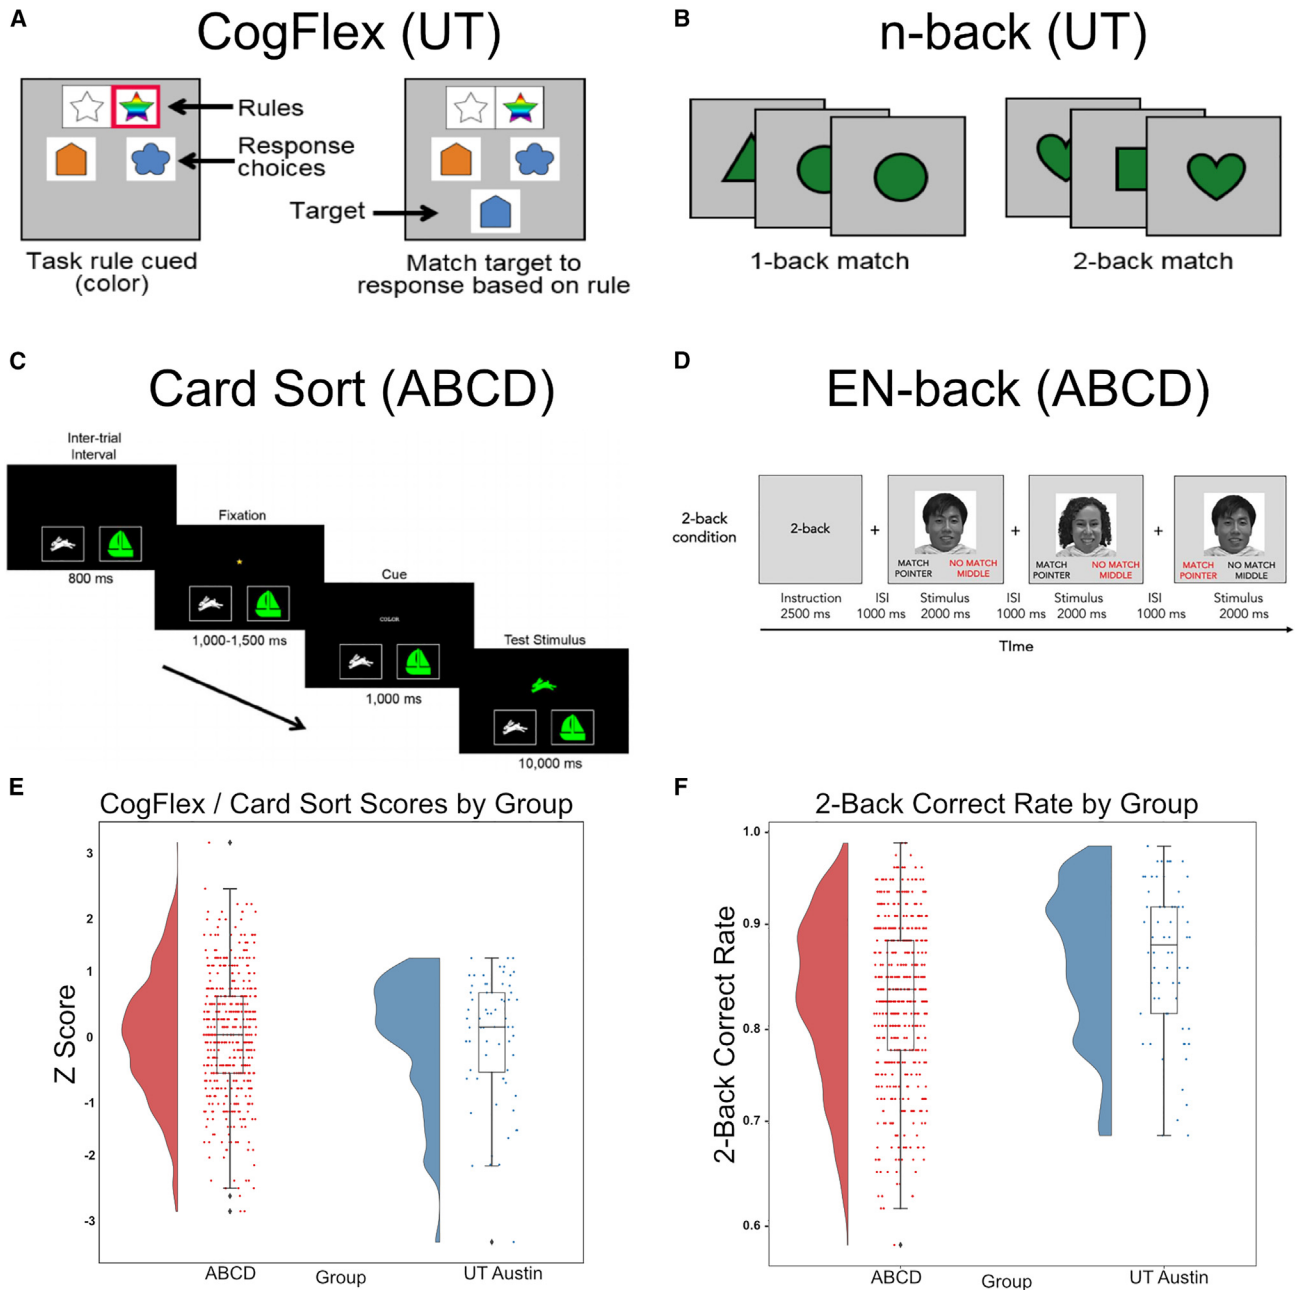 A
CogFlex (UT)
Rules
Response
choices
Target
Task rule cued
(color)
Match target to
response based on rule
B
n-back (UT)
1-back match
2-back match
C
Card Sort (ABCD)
Inter-trial
Interval
800 ms
Fixation
*
1,000-1,500 ms
Cue
COLOR
1,000 ms
Test Stimulus
10,000 ms
D
EN-back (ABCD)
2-back
condition
2-back
+
MATCH
POINTER
NO MATCH
MIDDLE
+
MATCH
POINTER
NO MATCH
MIDDLE
+
MATCH
POINTER
NO MATCH
MIDDLE
Instruction
2500 ms
ISI
1000 ms
Stimulus
2000 ms
ISI
1000 ms
Stimulus
2000 ms
ISI
1000 ms
Stimulus
2000 ms
TIme
E
CogFlex / Card Sort Scores by Group
Z Score
3
2
1
0
-1
-2
-3
ABCD
Group
UT Austin
F
2-Back Correct Rate by Group
2-Back Correct Rate
1.0
0.9
0.8
0.7
0.6
ABCD
Group
UT Austin